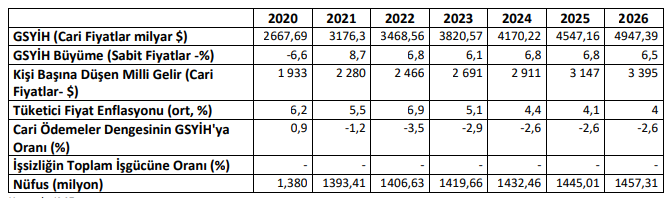 2020 2021 2022 2023 2024 2025 2026
GSYİH (Cari Fiyatlar milyar $) 2667,69 3176,3 3468,56 3820,57 4170,22 4547,16 4947,39
GSYİH Büyüme (Sabit Fiyatlar -%) -6,6 8,7 6,8 6,1 6,8 6,8 6,5
Kişi Başına Düşen Milli Gelir (Cari 1 933 2 280 2 466 2 691 2 911 3 147 3 395
Fiyatlar- $)
Tüketici Fiyat Enflasyonu (ort, %) 6,2 5,5 6,9 5,1 4,4 4,1 4
Cari Ödemeler Dengesinin GSYİH'ya 0,9 -1,2 -3,5 -2,9 -2,6 -2,6 -2,6
Oranı (%)
İşsizliğin Toplam İşgücüne Oranı (%) - - - - - - -
Nüfus (milyon) 1,380 1393,41 1406,63 1419,66 1432,46 1445,01 1457,31